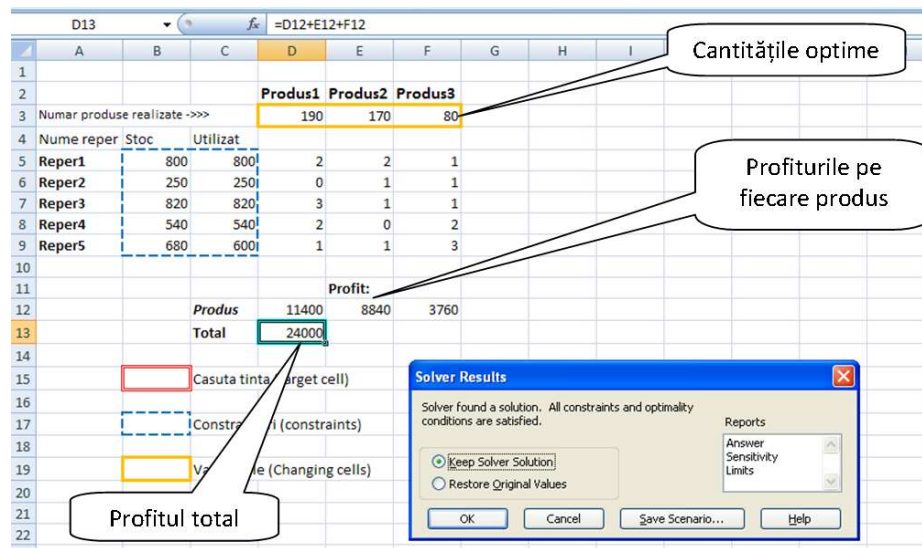 D13 fx =D12+E12+F12
A B C D E F G H I
Cantitățile optime
1
2 Produs1 Produs2 Produs3
3 Numar produse realizate ->>> 190 170 80
4 Nume reper Stoc Utilizat
5 Reper1 800 800 2 2 1
6 Reper2 250 250 0 1 1
7 Reper3 820 820 3 1 1
8 Reper4 540 540 2 0 2
9 Reper5 680 600 1 1 3
Profiturile pe
fiecare produs
10
11 Profit:
12 Produs 11400 8840 3760
13 Total 24000
14
15 Casuta tinta arget cell)
16
17 Constra i (constraints)
18
19 Va le (Changing cells)
20
21
22
Profitul total
Solver Results
Solver found a solution. All constraints and optimality
conditions are satisfied.
Reports
Answer
Sensitivity
Limits
Keep Solver Solution
Restore Original Values
OK Cancel Save Scenario... Help